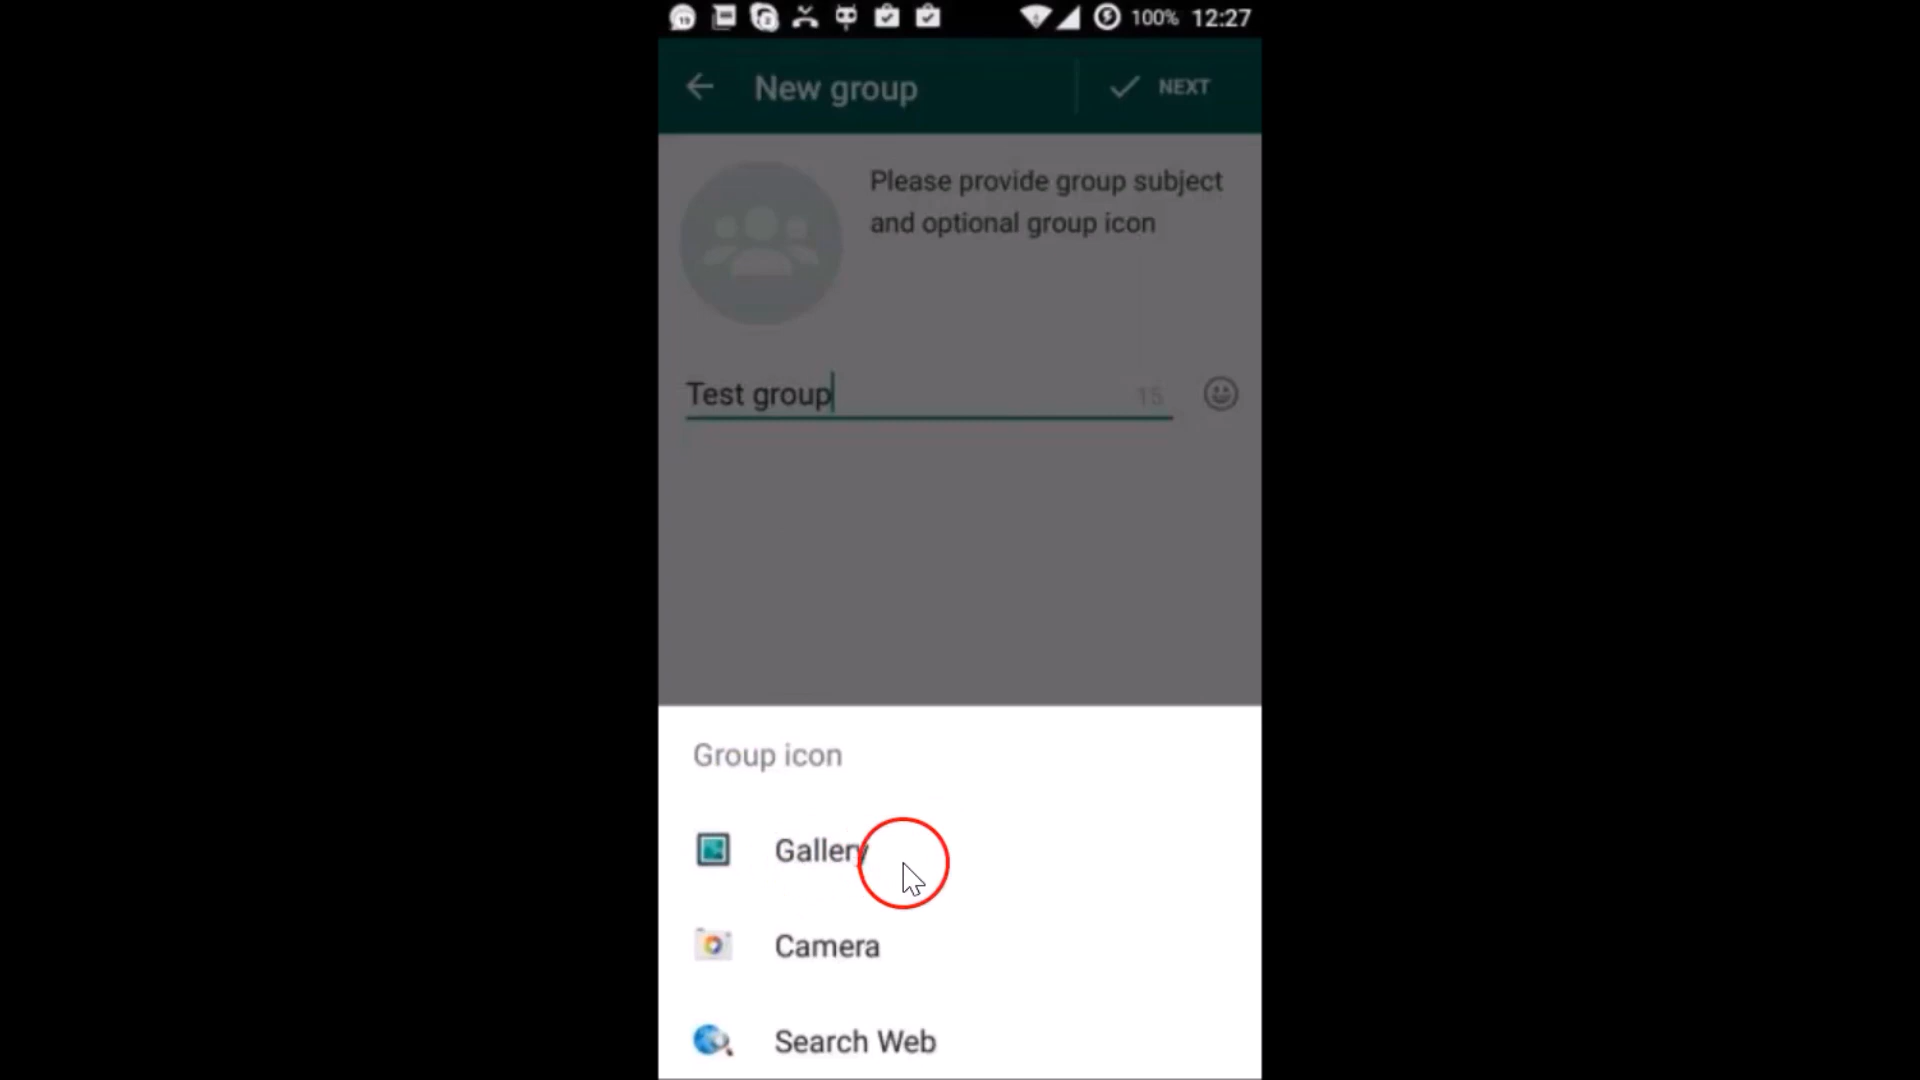 100% 12:27
New group
NEXT
Please provide group subject
and optional group icon
Test group
15
Group icon
Gallery
Camera
Search Web